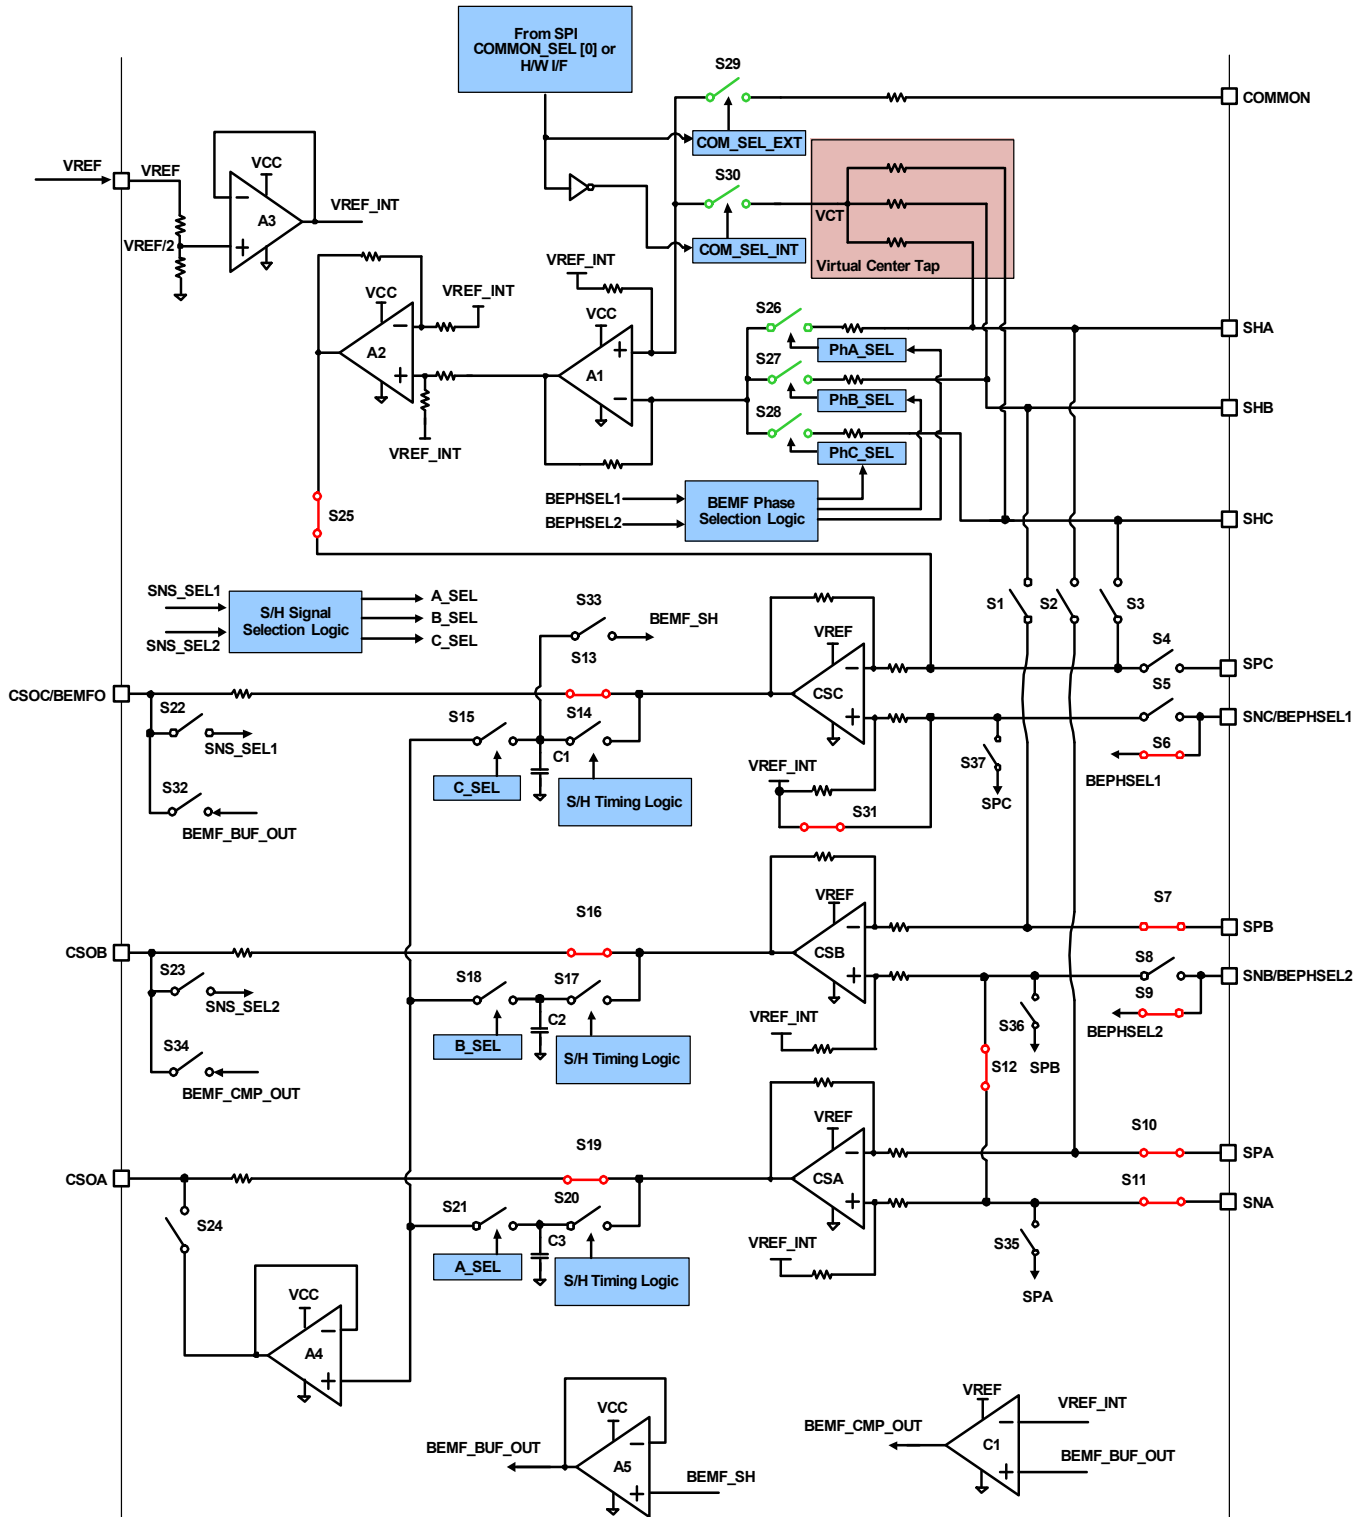 From SPI
COMMON_SEL [0] or
H/W I/F
S29
COMMON
COM_SEL_EXT
VREF
VREF
VCC
A3
VREF_INT
VREF/2
S30
VCT
COM_SEL_INT
Virtual Center Tap
VREF_INT
VCC
VREF_INT
A2
VREF_INT
VCC
A1
S26
SHA
PhA_SEL
S27
PhB_SEL
SHB
S28
PhC_SEL
BEPHSEL1
BEPHSEL2
BEMF Phase
Selection Logic
S25
SHC
SNS_SEL1
SNS_SEL2
S/H Signal
Selection Logic
A_SEL
B_SEL
C_SEL
S33
BEMF_SH
S13
S1
S2
S3
VREF
CSC
S4
SPC
S5
CSOC/BEMFO
S22
SNS_SEL1
S15
S14
C1
C_SEL
S/H Timing Logic
SNC/BEPHSEL1
S6
BEPHSEL1
S37
SPC
VREF_INT
S31
S32
BEMF_BUF_OUT
S16
VREF
CSB
S7
SPB
CSOB
S23
SNS_SEL2
S18
S17
C2
B_SEL
S/H Timing Logic
S8
SNB/BEPHSEL2
S9
BEPHSEL2
S36
SPB
VREF_INT
S12
S34
BEMF_CMP_OUT
S19
VREF
CSA
S10
SPA
S11
CSOA
SNA
S24
S21
S20
C3
A_SEL
S/H Timing Logic
VREF_INT
S35
SPA
VCC
A4
VCC
A5
BEMF_BUF_OUT
BEMF_SH
VREF
C1
BEMF_CMP_OUT
VREF_INT
BEMF_BUF_OUT